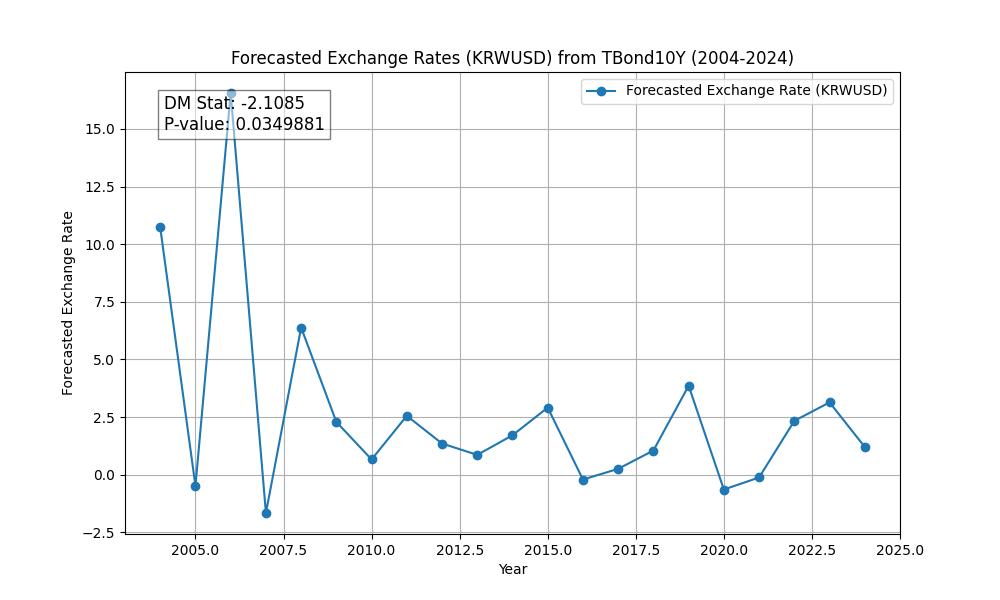 Forecasted Exchange Rates (KRWUSD) from TBond10Y (2004-2024)
DM Stat: -2.1085
P-value: 0.0349881
Forecasted Exchange Rate (KRWUSD)
Forecasted Exchange Rate
15.0
12.5
10.0
7.5
5.0
2.5
0.0
−2.5
2005.0 2007.5 2010.0 2012.5 2015.0 2017.5 2020.0 2022.5 2025.0
Year